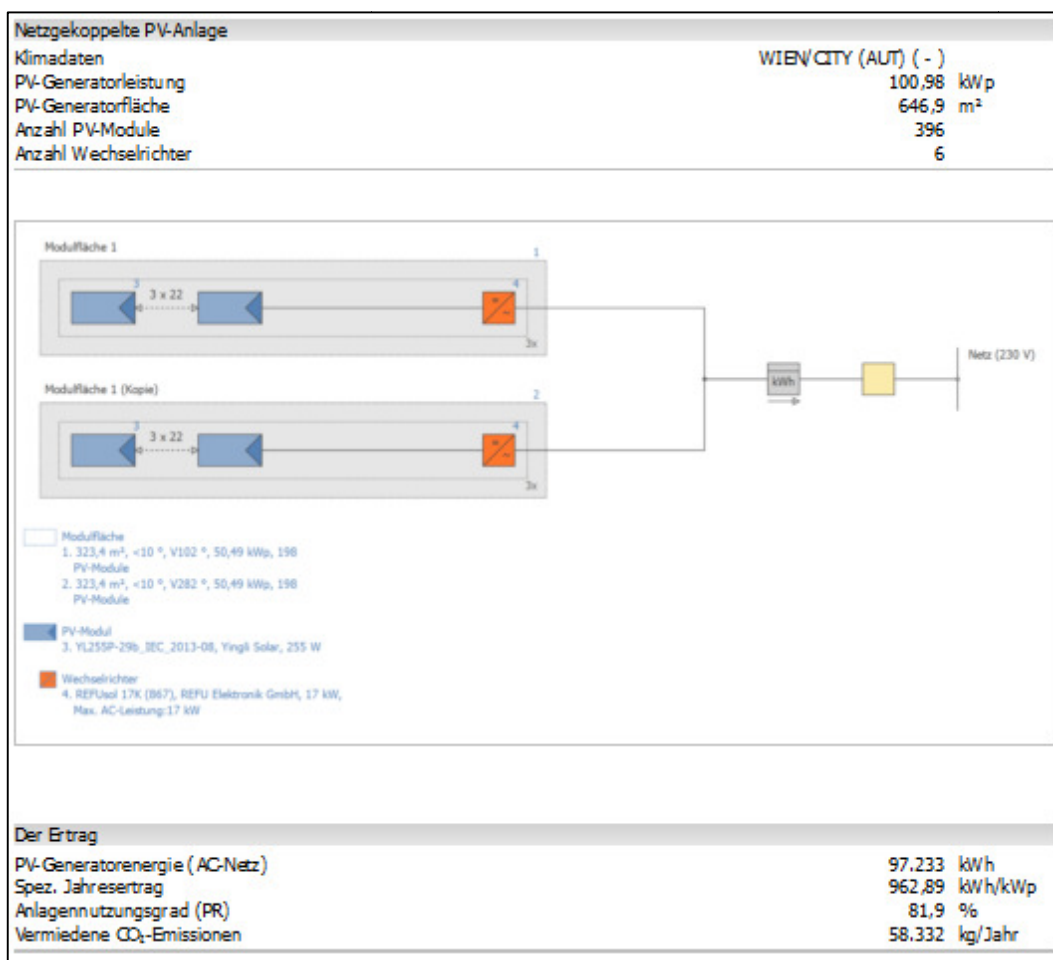 Netzgekoppelte PV-Anlage
Klimadaten WIEN/CITY (AUT) ( - )
PV-Generatorleistung 100,98 kWp
PV-Generatorfläche 646,9 m²
Anzahl PV-Module 396
Anzahl Wechselrichter 6
Modulfläche 1
1
3
3 x 22
4
3x
Netz (230 V)
kWh
Modulfläche 1 (Kopie)
2
3
3 x 22
4
3x
Modulfläche
1. 323,4 m², <10 °, V102 °, 50,49 kWp, 198
PV-Module
2. 323,4 m², <10 °, V282 °, 50,49 kWp, 198
PV-Module
PV-Modul
3. YL255P-29b_IEC_2013-08, Yingli Solar, 255 W
Wechselrichter
4. REFUsol 17K (867), REFU Elektronik GmbH, 17 kW,
Max. AC-Leistung:17 kW
Der Ertrag
PV-Generatorenergie (AC-Netz) 97.233 kWh
Spez. Jahresertrag 962,89 kWh/kWp
Anlagennutzungsgrad (PR) 81,9 %
Vermiedene CO₂-Emissionen 58.332 kg/Jahr